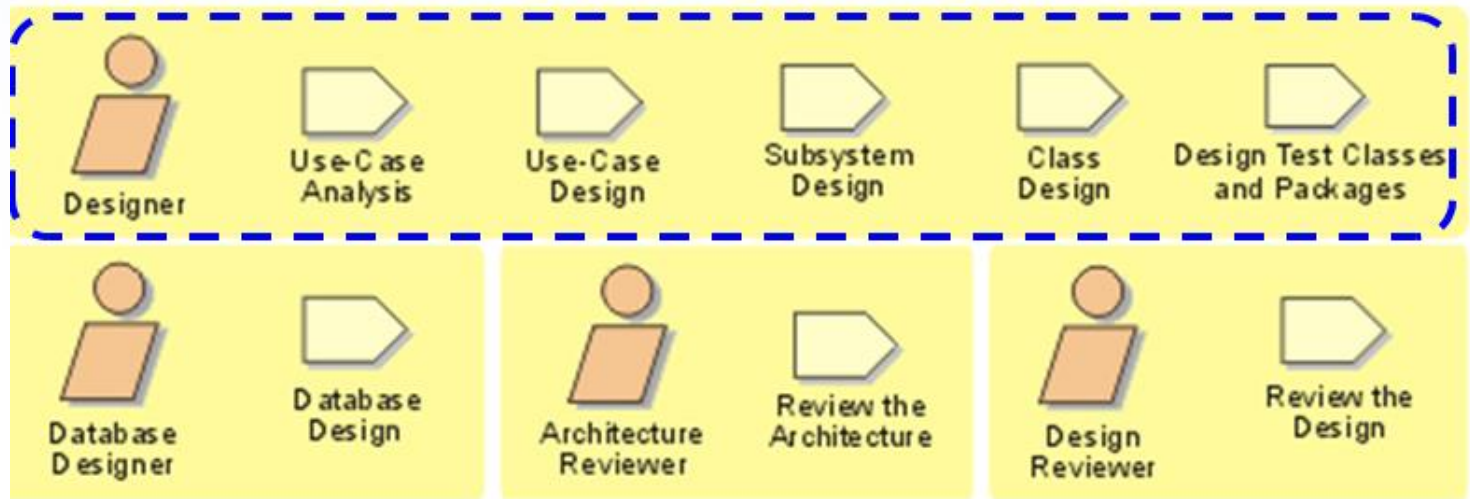 Designer
Use-Case
Analysis
Use-Case
Design
Subsystem
Design
Class
Design
Design Test Classes
and Packages
Database
Designer
Database
Design
Architecture
Reviewer
Review the
Architecture
Design
Reviewer
Review the
Design